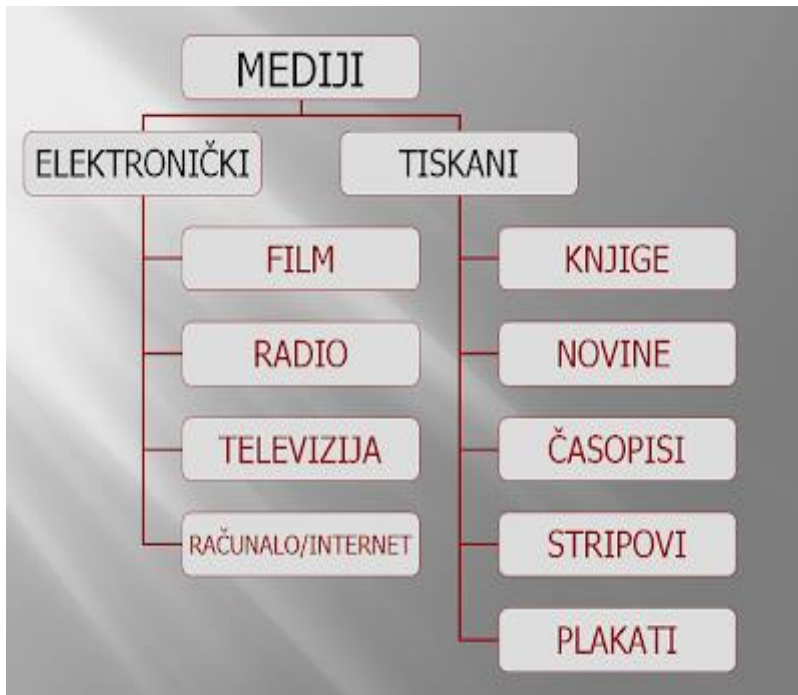 MEDIJI
ELEKTRONIČKI
FILM
RADIO
TELEVIZIJA
RAČUNALO/INTERNET
TISKANI
KNJIGE
NOVINE
ČASOPISI
STRIPOVI
PLAKATI